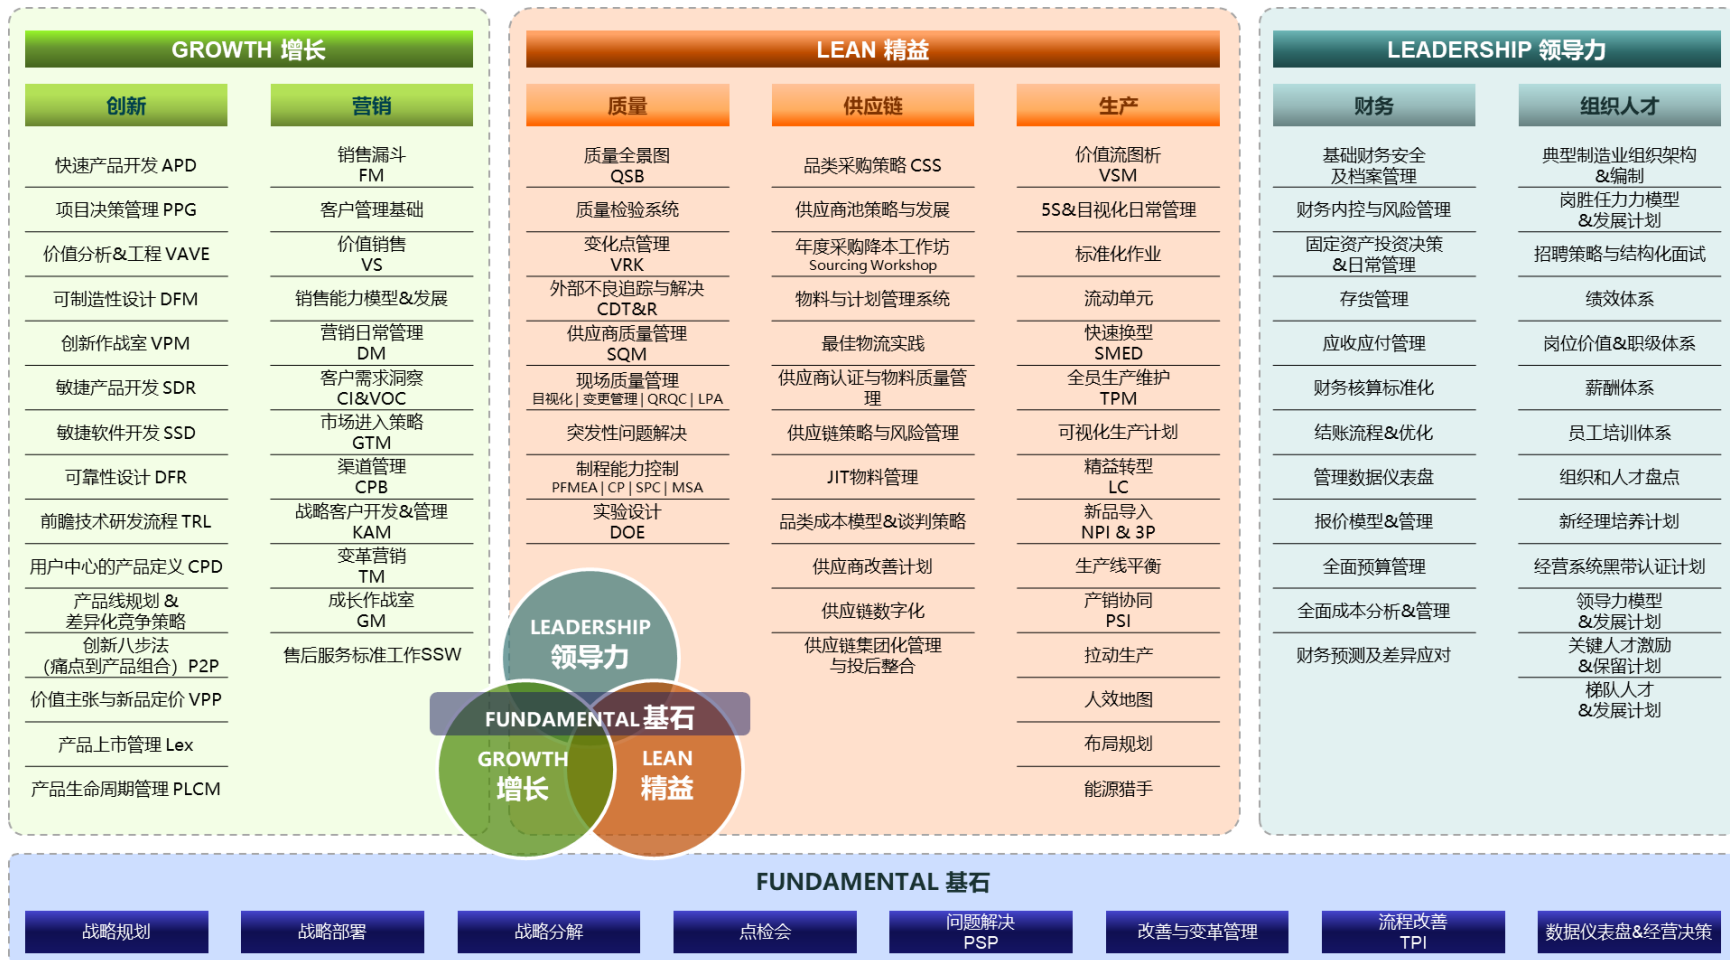 GROWTH 增长
创新
快速产品开发 APD
项目决策管理 PPG
价值分析&工程 VAVE
可制造性设计 DFM
创新作战室 VPM
敏捷产品开发 SDR
敏捷软件开发 SSD
可靠性设计 DFR
前瞻技术研发流程 TRL
用户中心的产品定义 CPD
产品线规划 &
差异化竞争策略
创新八步法
（痛点到产品组合）P2P
价值主张与新品定价 VPP
产品上市管理 Lex
产品生命周期管理 PLCM
营销
销售漏斗
FM
客户管理基础
价值销售
VS
销售能力模型&发展
营销日常管理
DM
客户需求洞察
CI&VOC
市场进入策略
GTM
渠道管理
CPB
战略客户开发&管理
KAM
变革营销
TM
成长作战室
GM
售后服务标准工作SSW
LEAN 精益
质量
质量全景图
QSB
质量检验系统
变化点管理
VRK
外部不良追踪与解决
CDT&R
供应商质量管理
SQM
现场质量管理
目视化 | 变更管理 | QRQC | LPA
突发性问题解决
制程能力控制
PFMEA | CP | SPC | MSA
实验设计
DOE
供应链
品类采购策略 CSS
供应商池策略与发展
年度采购降本工作坊
Sourcing Workshop
物料与计划管理系统
最佳物流实践
供应商认证与物料质量管
理
供应链策略与风险管理
JIT物料管理
品类成本模型&谈判策略
供应商改善计划
供应链数字化
供应链集团化管理
与投后整合
生产
价值流图析
VSM
5S&目视化日常管理
标准化作业
流动单元
快速换型
SMED
全员生产维护
TPM
可视化生产计划
精益转型
LC
新品导入
NPI & 3P
生产线平衡
产销协同
PSI
拉动生产
人效地图
布局规划
能源猎手
LEADERSHIP 领导力
财务
基础财务安全
及档案管理
财务内控与风险管理
固定资产投资决策
&日常管理
存货管理
应收应付管理
财务核算标准化
结账流程&优化
管理数据仪表盘
报价模型&管理
全面预算管理
全面成本分析&管理
财务预测及差异应对
组织人才
典型制造业组织架构
&编制
岗胜任力力模型
&发展计划
招聘策略与结构化面试
绩效体系
岗位价值&职级体系
薪酬体系
员工培训体系
组织和人才盘点
新经理培养计划
经营系统黑带认证计划
领导力模型
&发展计划
关键人才激励
&保留计划
梯队人才
&发展计划
LEADERSHIP
领导力
FUNDAMENTAL 基石
GROWTH
增长
LEAN
精益
FUNDAMENTAL 基石
战略规划
战略部署
战略分解
点检会
问题解决
PSP
改善与变革管理
流程改善
TPI
数据仪表盘&经营决策